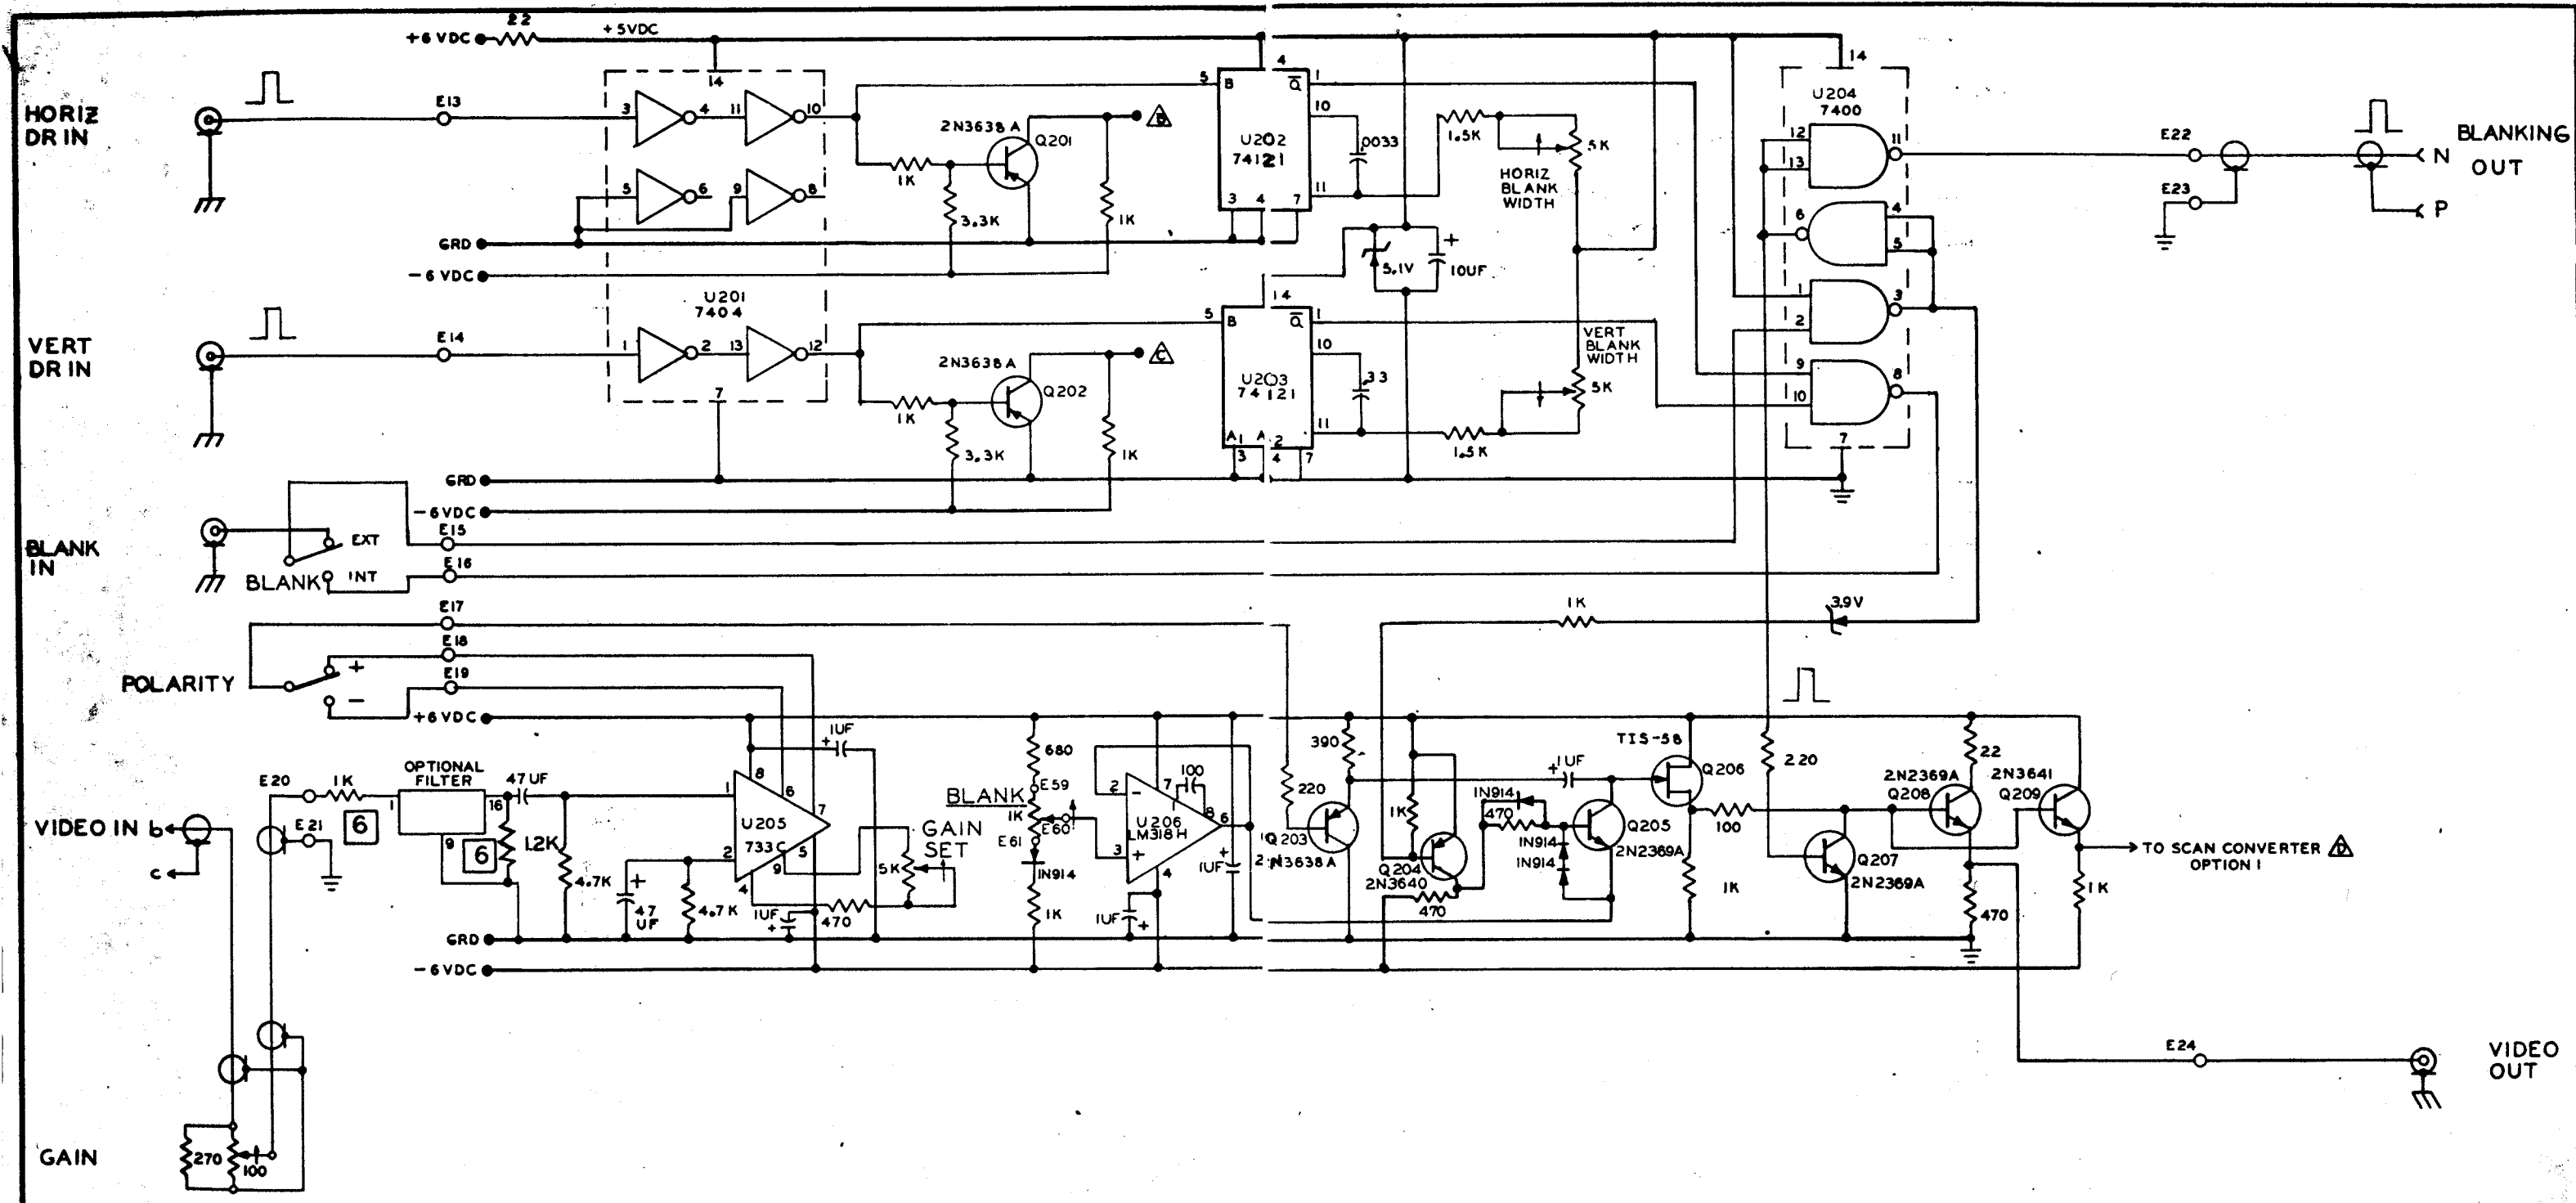 22
+6 VDC
+5VDC
HORIZ
DR IN
E13
14
3 4 11 10
5 6 9 8
2N3638A
Q201
1K
3.3K
1K
B
GRD
-6 VDC
U201
7404
5 B 4 Q 1
10
U202
74121
11
3 4 7
.0033
1.5K
5K
HORIZ
BLANK
WIDTH
5.1V
+
10UF
14
U204
7400
12
13
11
6
4
5
1
2
3
9
10
8
7
E22
E23
N
P
BLANKING
OUT
VERT
DR IN
E14
1 2 13 12
7
2N3638A
Q202
1K
3.3K
1K
C
GRD
-6 VDC
5 B 14 Q 1
10
U203
74121
11
A1 A2
3 4 7
.33
1.5K
5K
VERT
BLANK
WIDTH
BLANK
IN
EXT
BLANK INT
E15
E16
E17
E18
E19
POLARITY
+
-
+6 VDC
1K
3.9V
E20
1K
OPTIONAL
FILTER
1 16
9
47UF
6
6
1.2K
4.7K
E21
VIDEO IN b
c
+
47
UF
4.7K
1UF
+
1UF
+
470
1 8 6 7
U205
733C
2 4 9 5
GAIN
SET
5K
680
E59
BLANK
1K
E60
E61
1N914
1K
2 - 7 1 100 8 6
U206
LM318H
3 + 4
1UF
+
1UF
+
220
390
Q203
2N3638A
1K
Q204
2N3640
470
1N914
470
1N914
1N914
+ 1UF
Q205
2N2369A
TIS-58
Q206
100
1K
220
Q207
2N2369A
22
2N2369A
Q208
470
2N3641
Q209
1K
TO SCAN CONVERTER
OPTION 1
D
GRD
-6 VDC
E24
VIDEO
OUT
GAIN
270
100